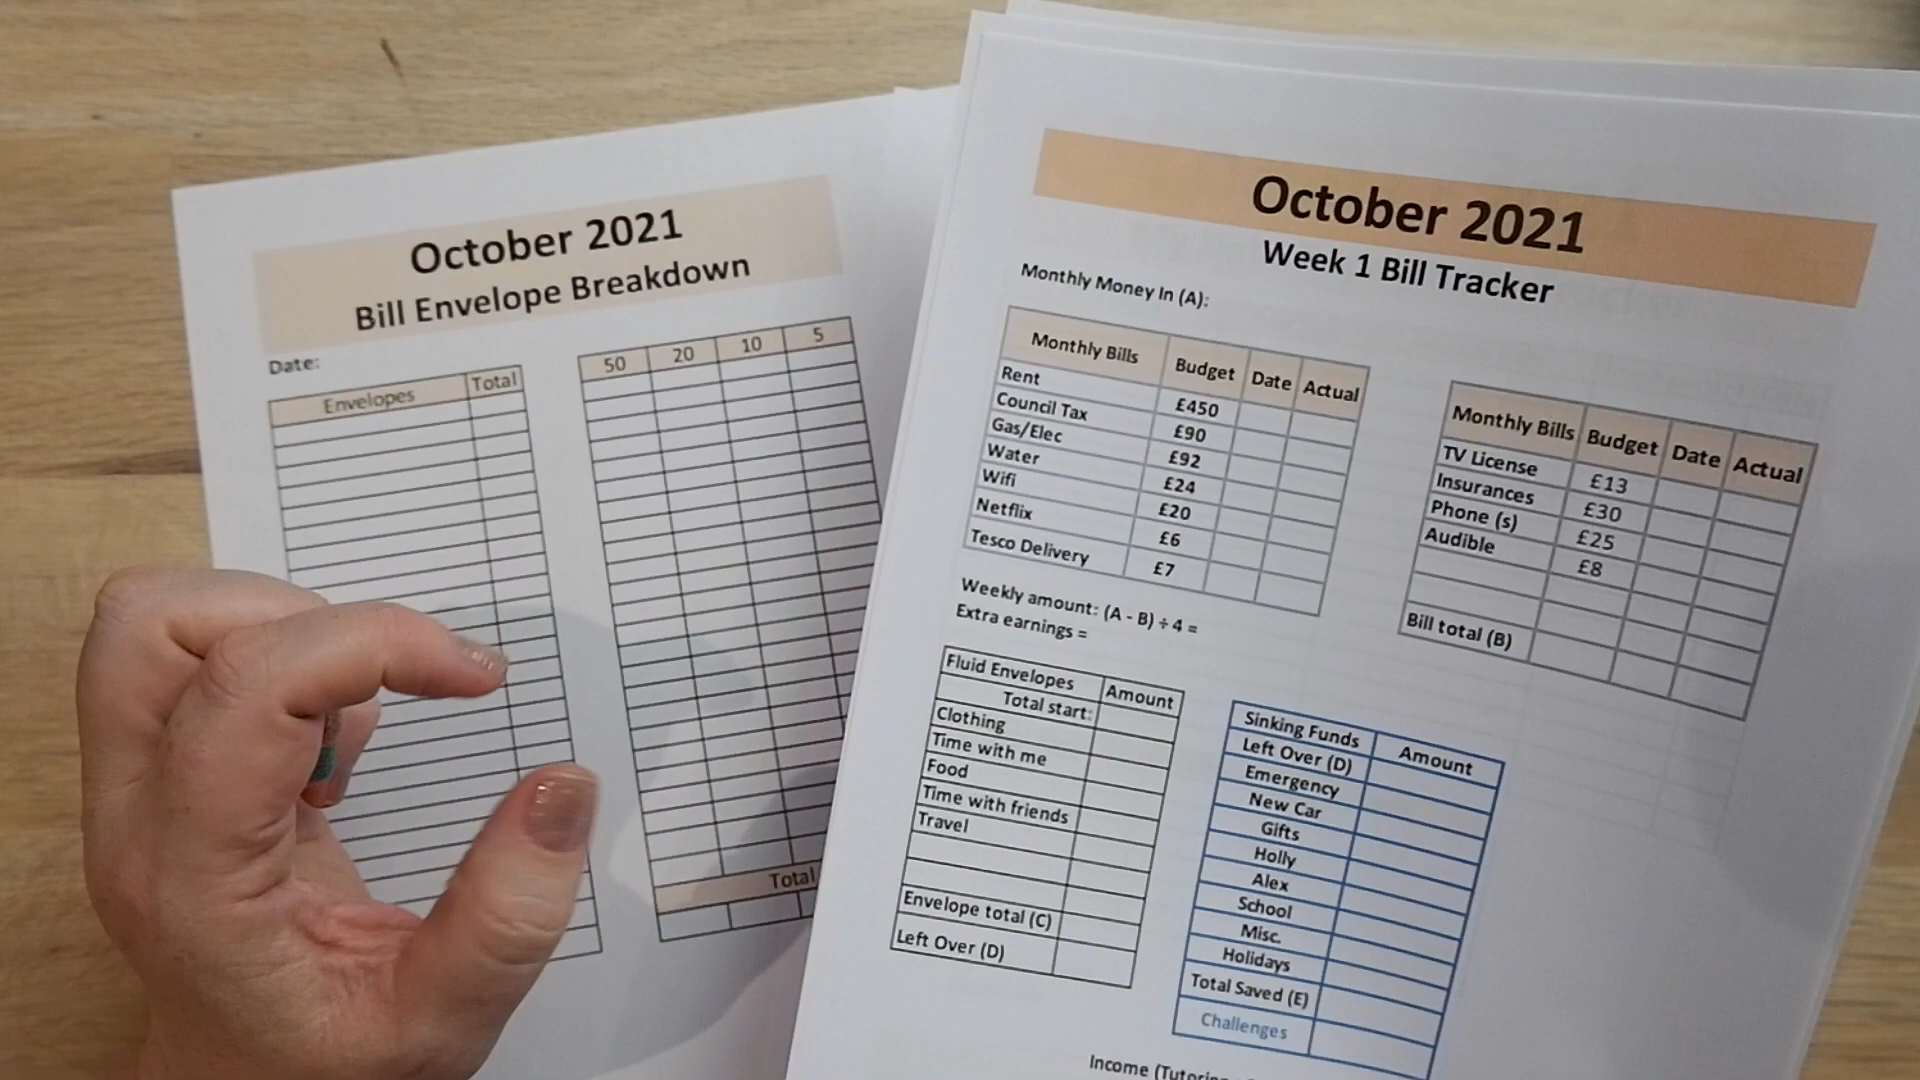 October 2021
Bill Envelope Breakdown
Date:
Envelopes Total
50 20 10 5
Total
October 2021
Week 1 Bill Tracker
Monthly Money In (A):
Monthly Bills Budget Date Actual
Rent £450
Council Tax £90
Gas/Elec £92
Water £24
Wifi £20
Netflix £6
Tesco Delivery £7
Monthly Bills Budget Date Actual
TV License £13
Insurances £30
Phone (s) £25
Audible £8
Bill total (B)
Weekly amount: (A - B) ÷ 4 =
Extra earnings =
Fluid Envelopes Amount
Total start:
Clothing
Time with me
Food
Time with friends
Travel
Envelope total (C)
Left Over (D)
Sinking Funds Amount
Left Over (D)
Emergency
New Car
Gifts
Holly
Alex
School
Misc.
Holidays
Total Saved (E)
Challenges
Income